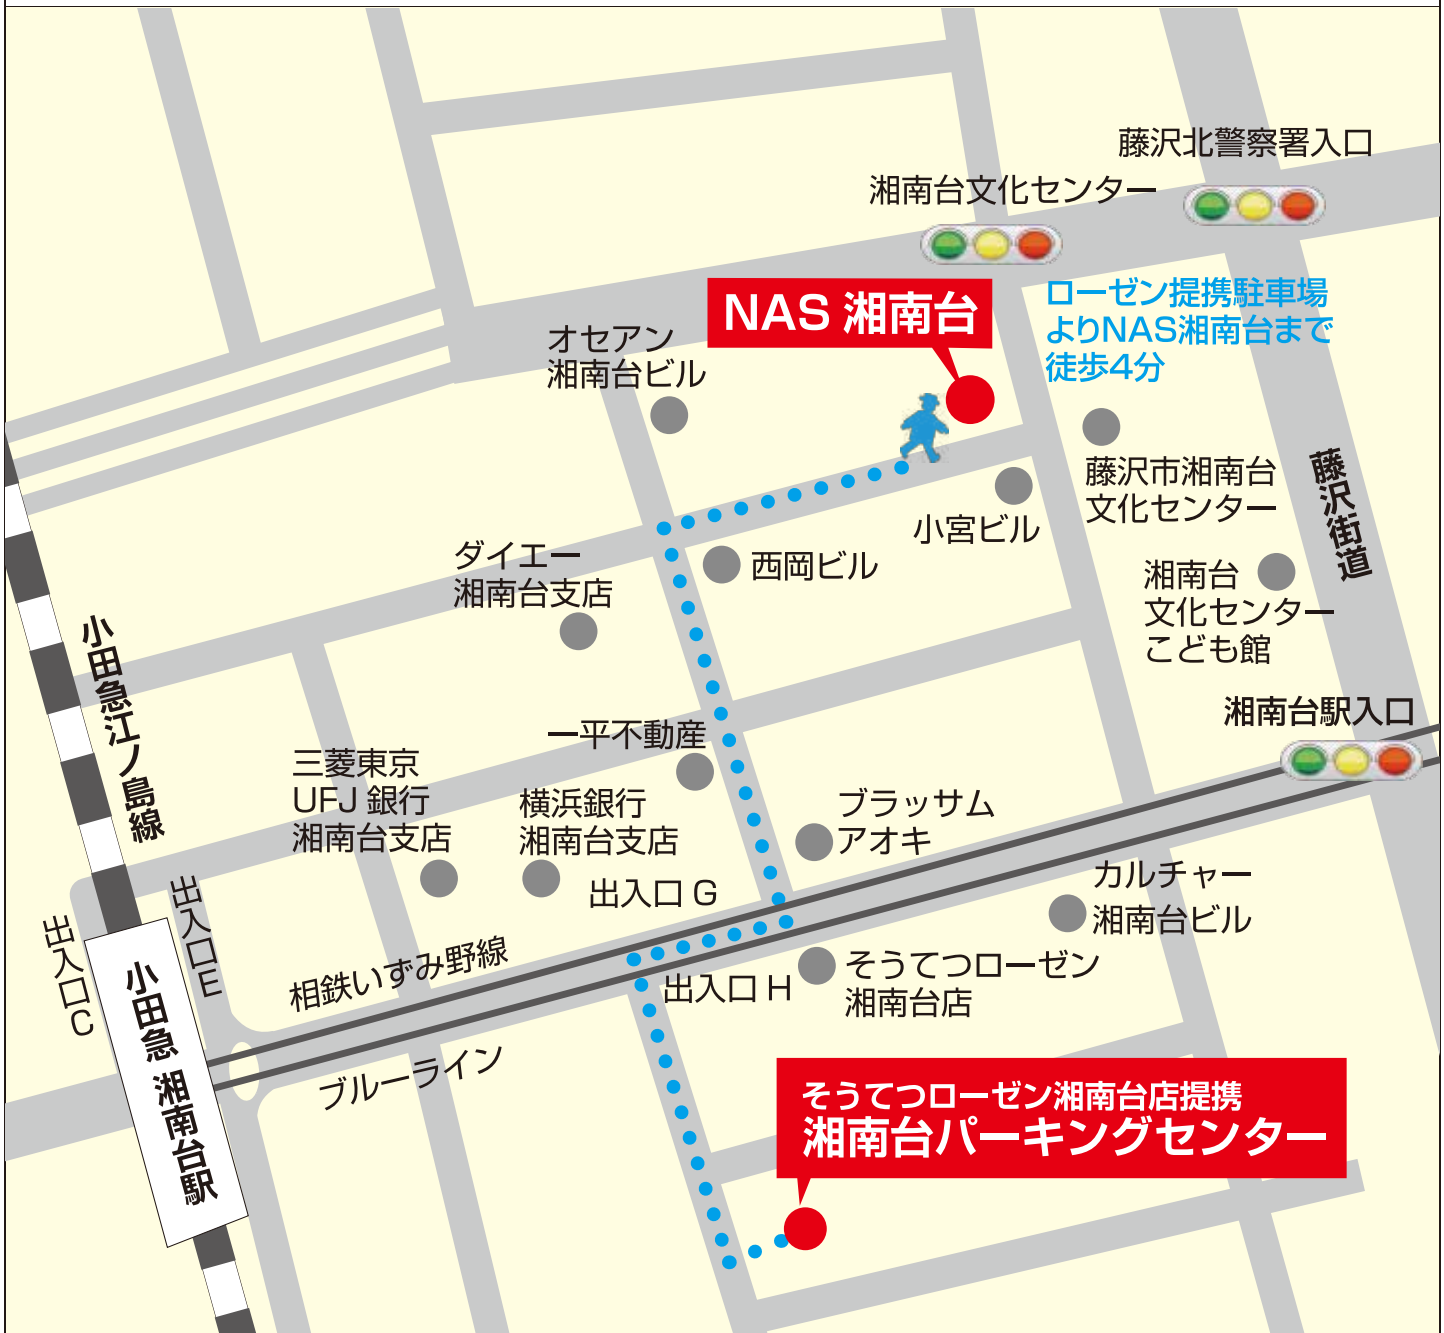 藤沢北警察署入口
湘南台文化センター
NAS 湘南台
ローゼン提携駐車場
よりNAS湘南台まで
徒歩4分
オセアン
湘南台ビル
藤沢市湘南台
文化センター
藤沢街道
小宮ビル
西岡ビル
ダイエー
湘南台支店
湘南台
文化センター
こども館
小田急江ノ島線
湘南台駅入口
一平不動産
三菱東京
UFJ 銀行
湘南台支店
横浜銀行
湘南台支店
ブラッサム
アオキ
出入口 G
カルチャー
湘南台ビル
出入口 E
出入口 C
相鉄いずみ野線
出入口 H
そうてつローゼン
湘南台店
小田急 湘南台駅
ブルーライン
そうてつローゼン湘南台店提携
湘南台パーキングセンター